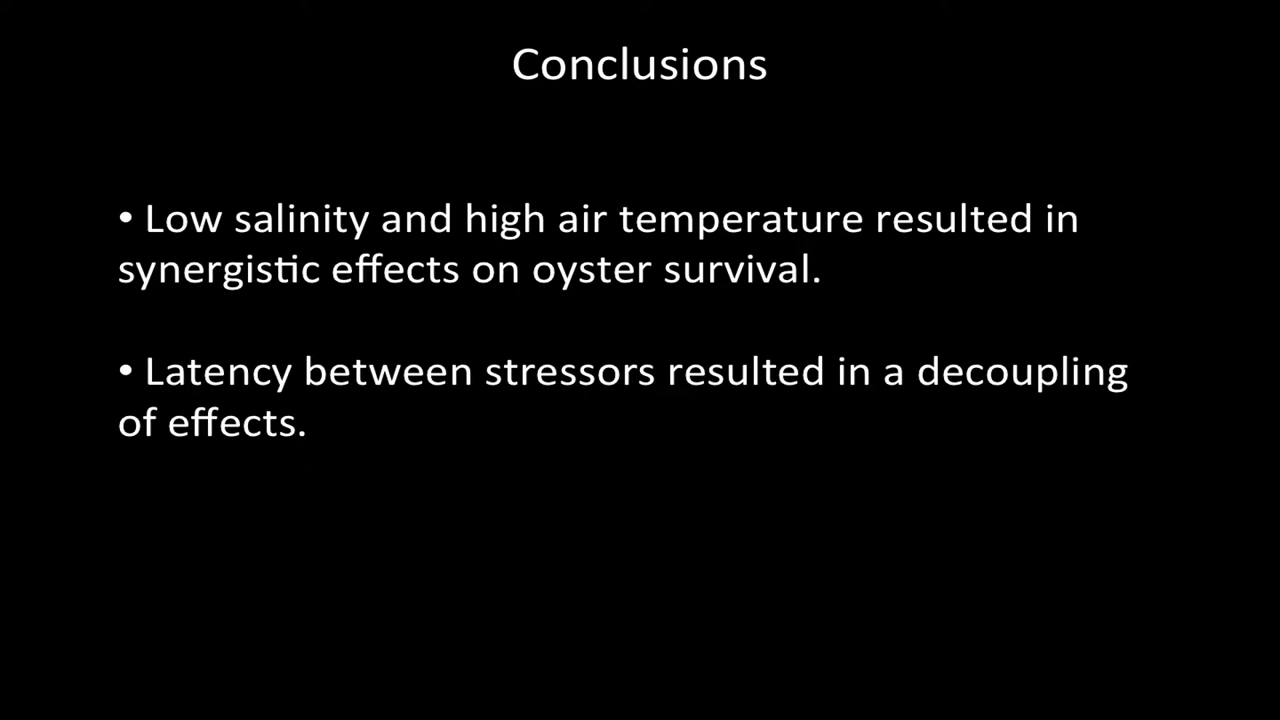 Conclusions
• Low salinity and high air temperature resulted in
synergistic effects on oyster survival.
• Latency between stressors resulted in a decoupling
of effects.